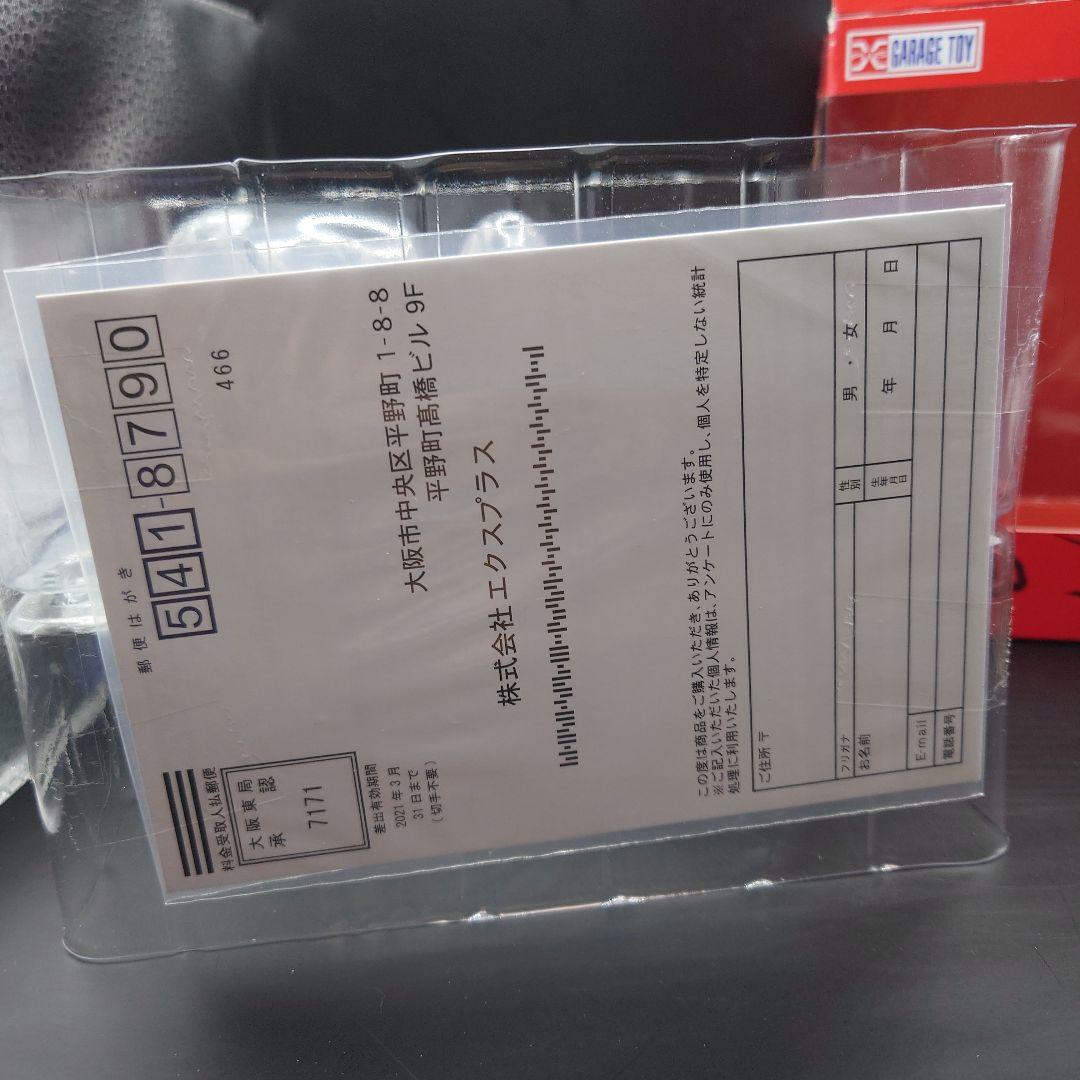 GARAGE TOY
郵便はがき
541-8790
466
料金受取人払郵便
大阪東局
承認
7171
差出有効期間
2021年3月
31日まで
(切手不要)
大阪市中央区平野町1-8-8
平野町髙橋ビル9F
株式会社エクスプラス
この度は商品をご購入いただき、ありがとうございます。
※ご記入いただいた個人情報は、アンケートにのみ使用し、個人を特定しない統計
処理に利用いたします。
ご住所 〒
フリガナ
お名前
性別
男・女
生年月日
年 月 日
E-mail
電話番号